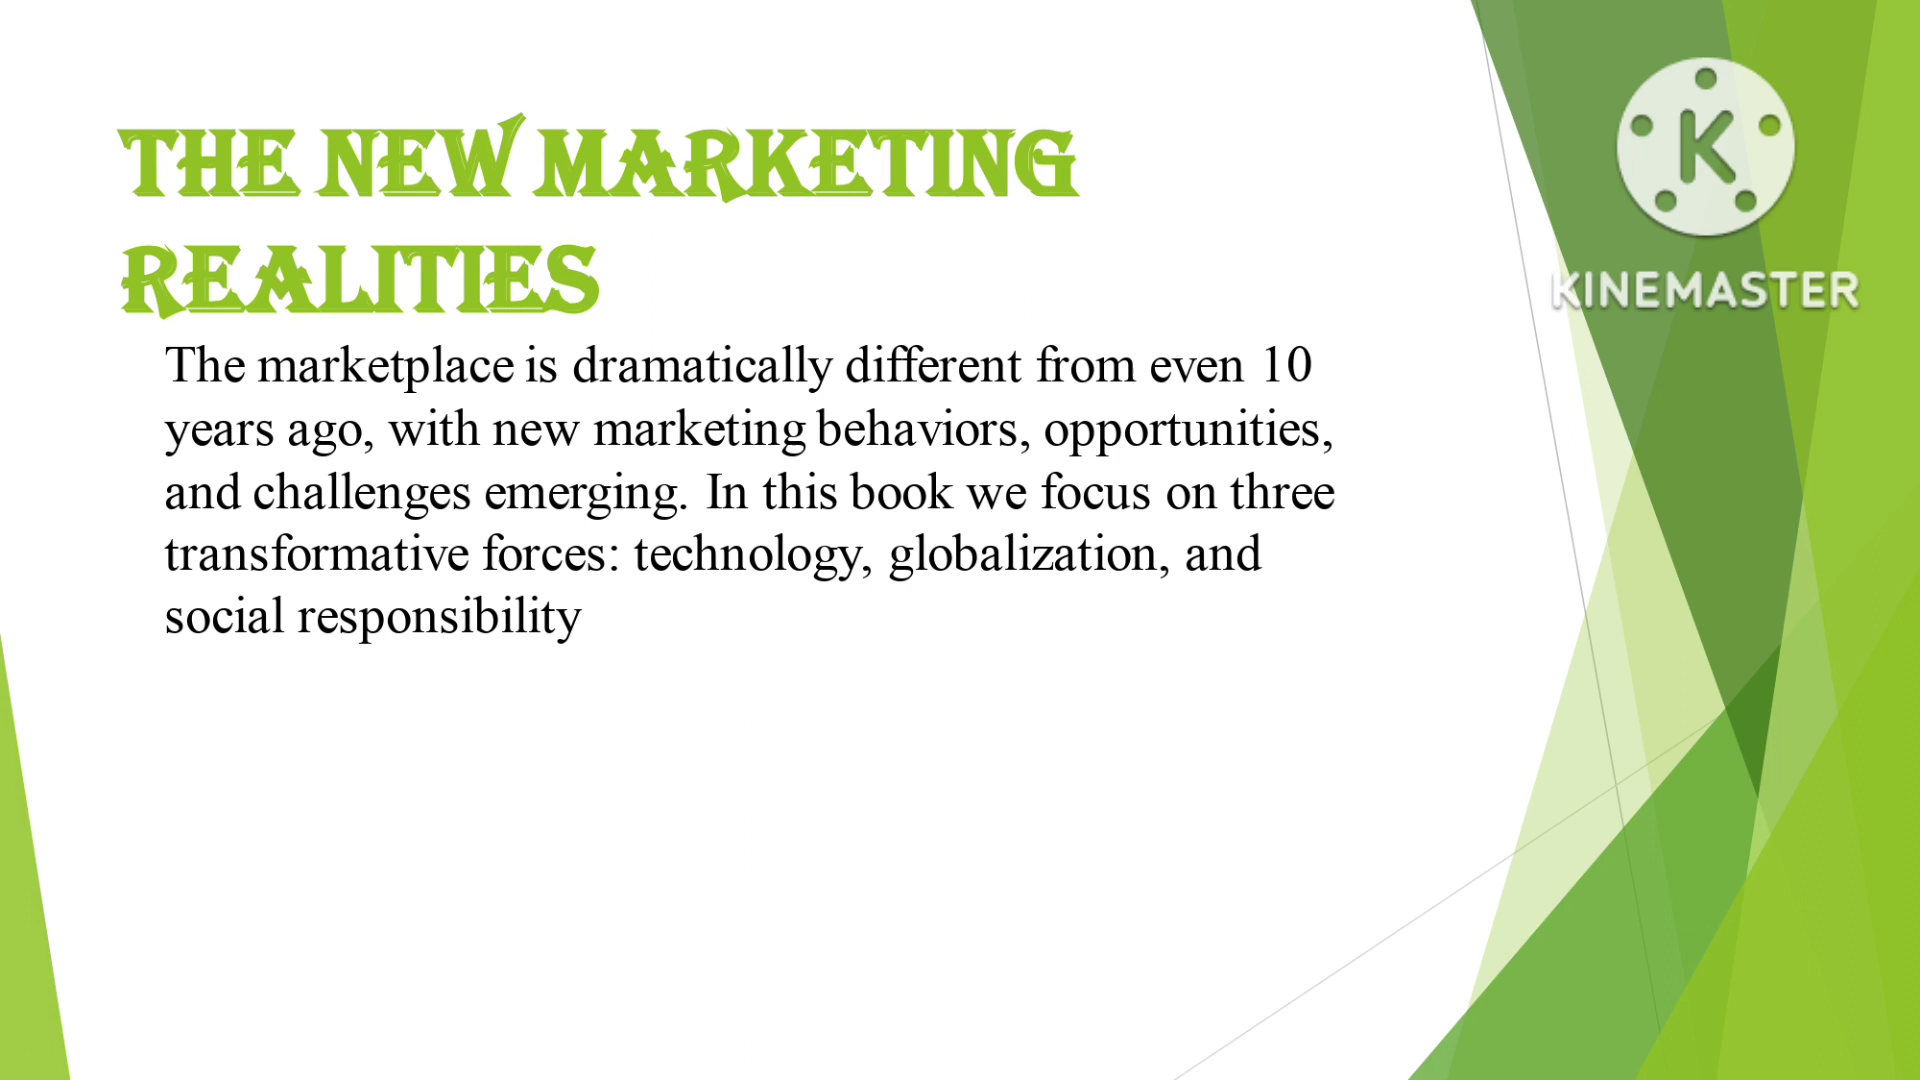 THE NEW MARKETING
REALITIES
The marketplace is dramatically different from even 10
years ago, with new marketing behaviors, opportunities,
and challenges emerging. In this book we focus on three
transformative forces: technology, globalization, and
social responsibility
K
KINEMASTER